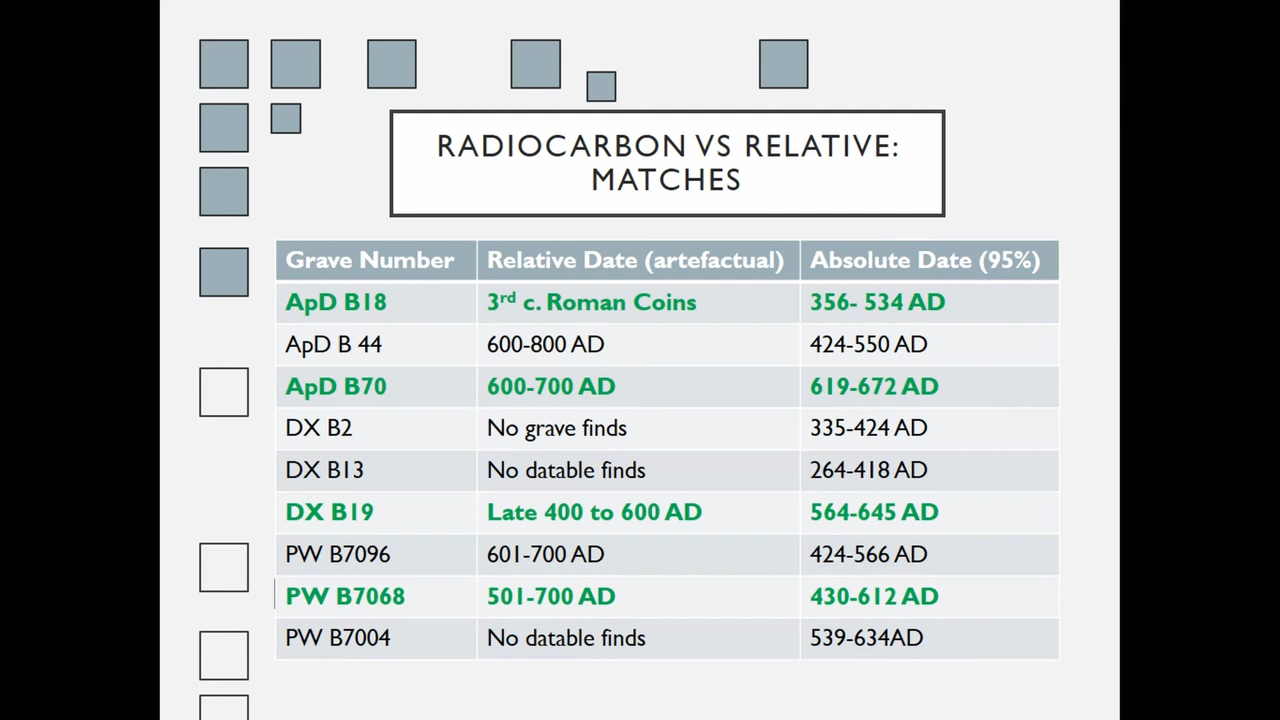 RADIOCARBON VS RELATIVE:
MATCHES
Grave Number Relative Date (artefactual) Absolute Date (95%)
ApD B18 3rd c. Roman Coins 356- 534 AD
ApD B 44 600-800 AD 424-550 AD
ApD B70 600-700 AD 619-672 AD
DX B2 No grave finds 335-424 AD
DX B13 No datable finds 264-418 AD
DX B19 Late 400 to 600 AD 564-645 AD
PW B7096 601-700 AD 424-566 AD
PW B7068 501-700 AD 430-612 AD
PW B7004 No datable finds 539-634AD